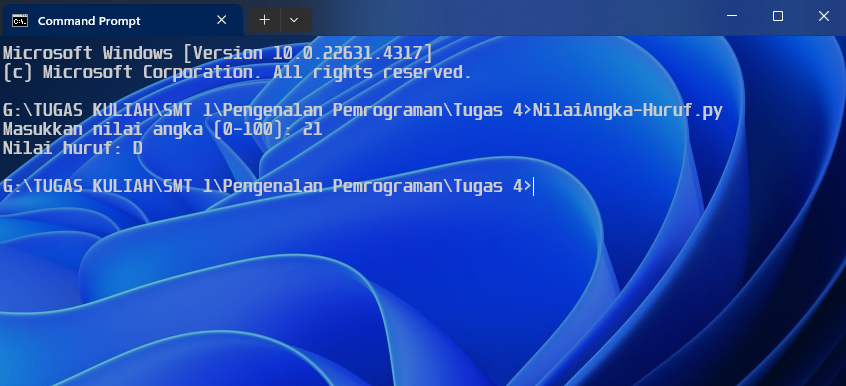 Command Prompt
Microsoft Windows [Version 10.0.22631.4317]
(c) Microsoft Corporation. All rights reserved.
G:\TUGAS KULIAH\SMT 1\Pengenalan Pemrograman\Tugas 4>NilaiAngka-Huruf.py
Masukkan nilai angka [0-100]: 21
Nilai huruf: D
G:\TUGAS KULIAH\SMT 1\Pengenalan Pemrograman\Tugas 4>